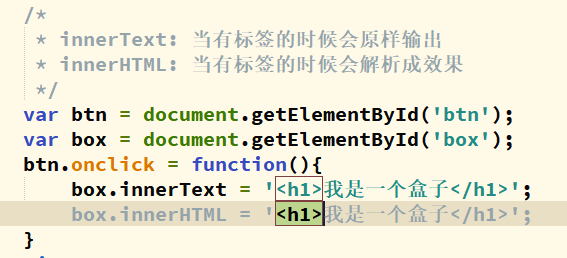 /*
 * innerText: 当有标签的时候会原样输出
 * innerHTML: 当有标签的时候会解析成效果
 */
var btn = document.getElementById('btn');
var box = document.getElementById('box');
btn.onclick = function(){
    box.innerText = '<h1>我是一个盒子</h1>';
    box.innerHTML = '<h1>我是一个盒子</h1>';
}